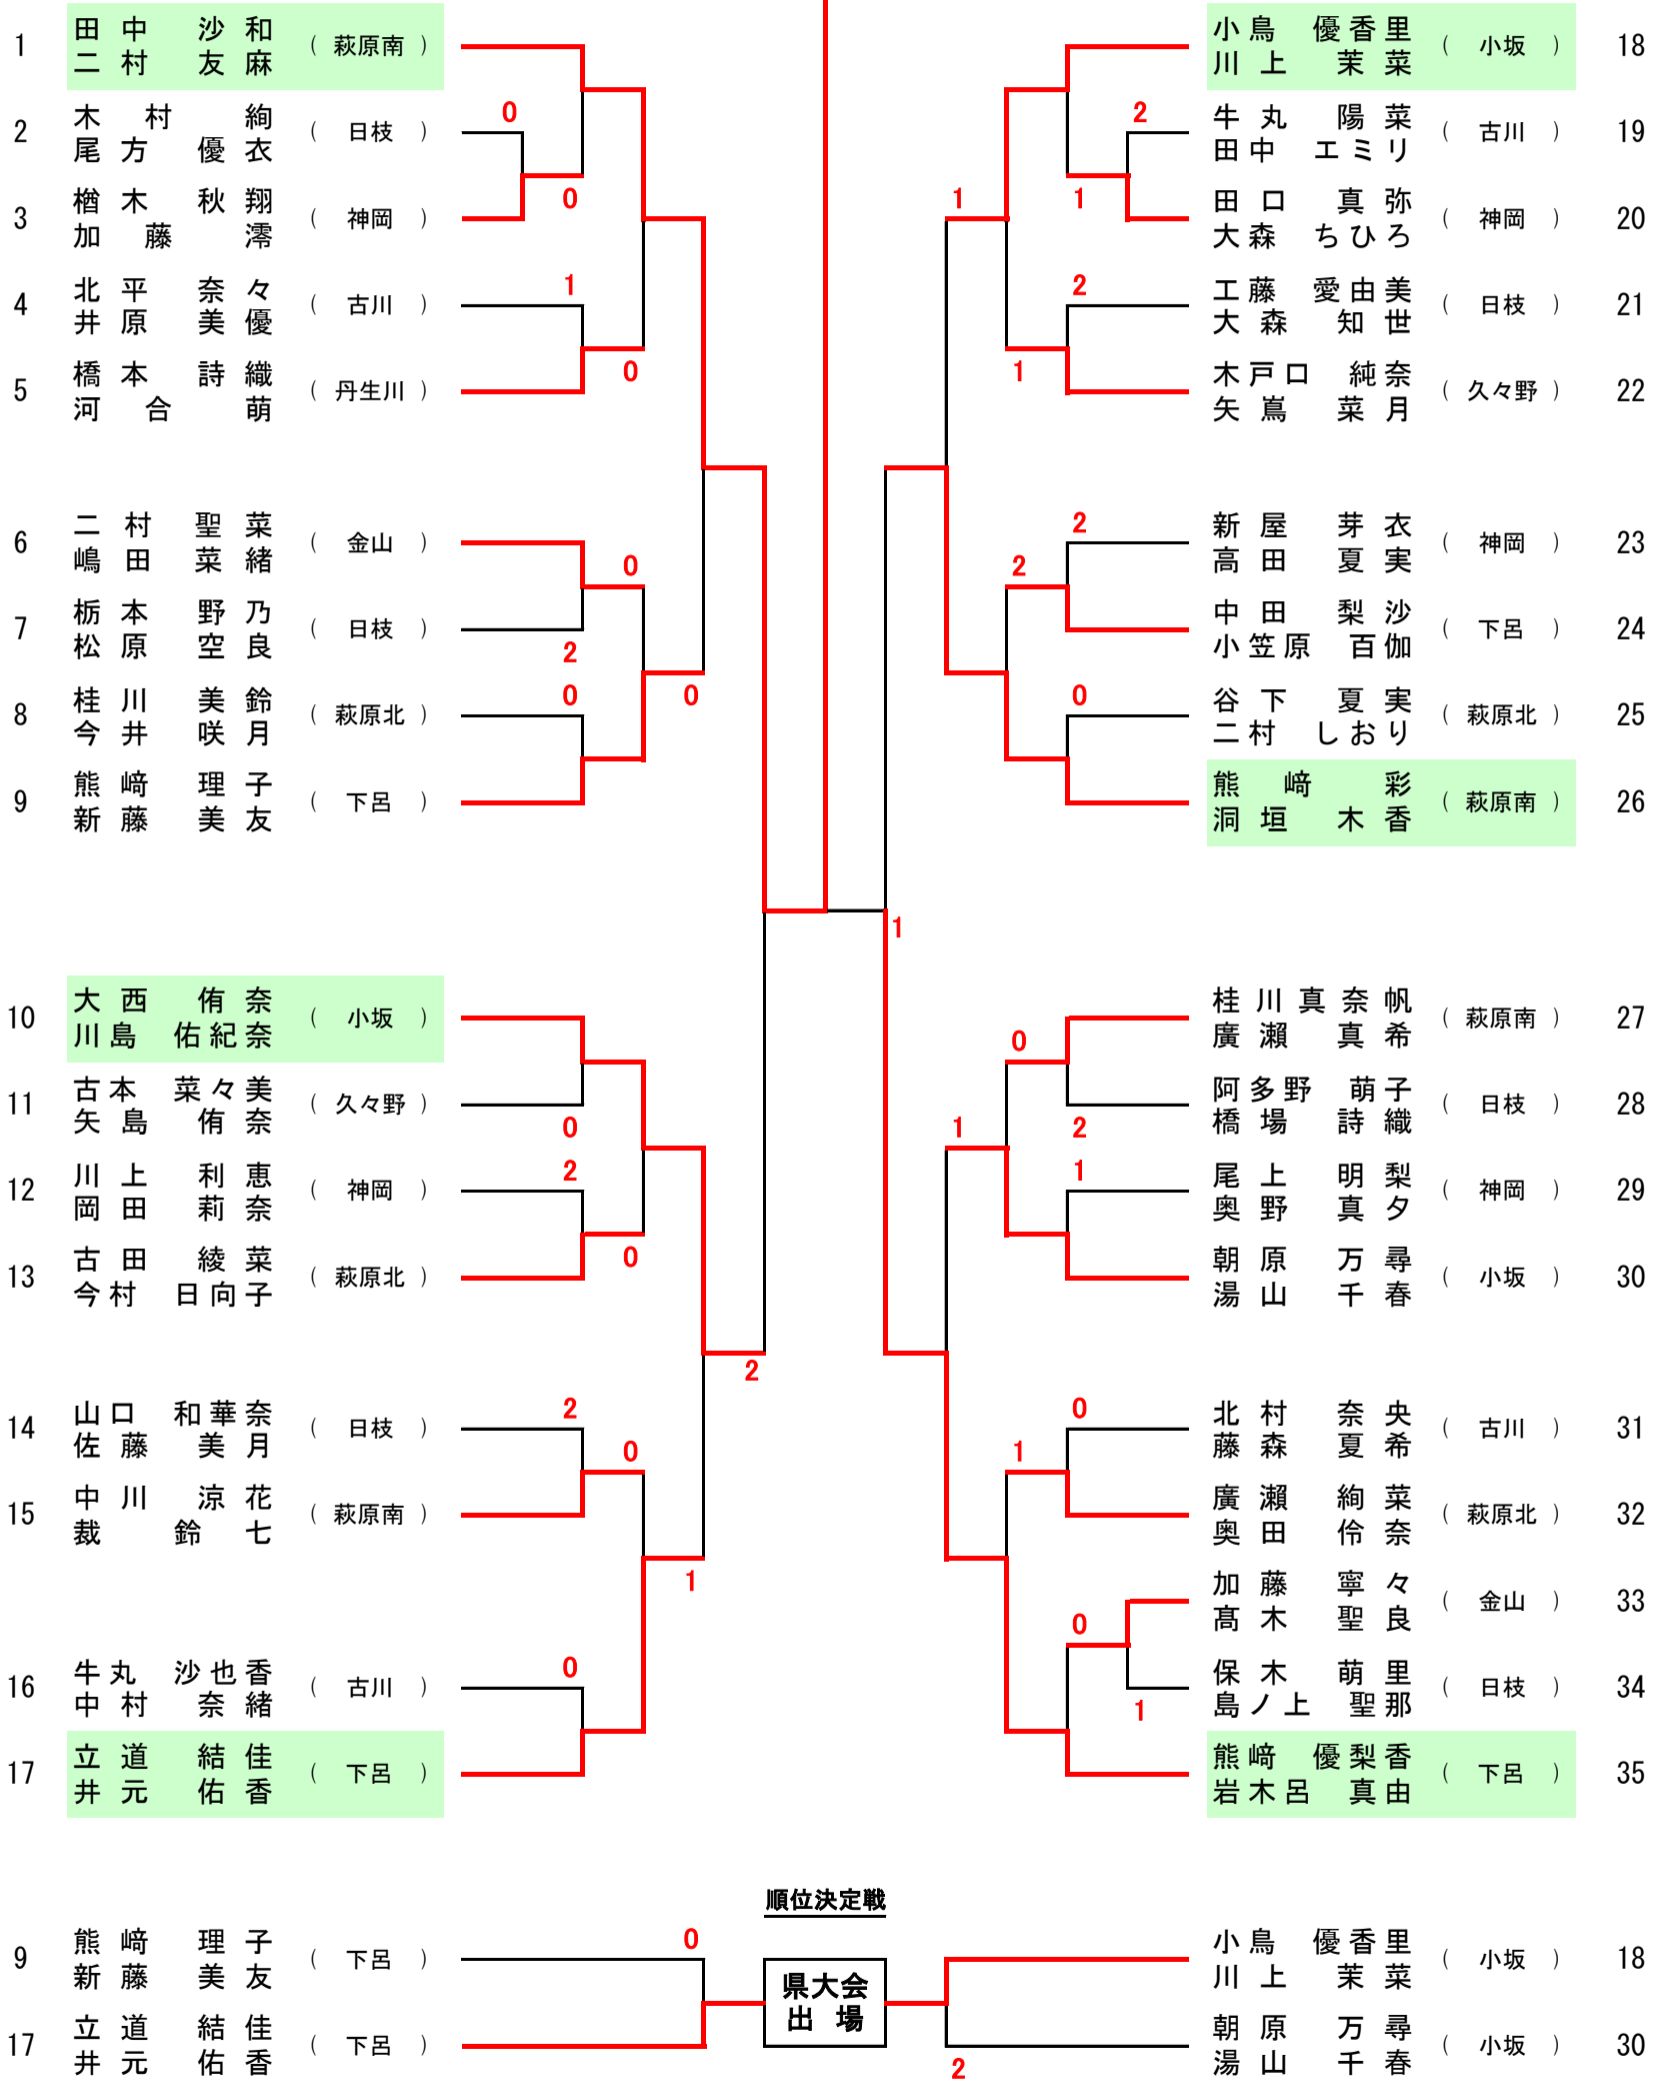 1 田中 沙和 二村 友麻 ( 萩原南 )
2 木村 絢 尾方 優衣 ( 日枝 ) 0
3 楢木 秋翔 加藤 澪 ( 神岡 ) 0
4 北平 奈々 井原 美優 ( 古川 ) 1
5 橋本 詩織 河合 萌 ( 丹生川 ) 0
6 二村 聖菜 嶋田 菜緒 ( 金山 ) 0
7 栃本 野乃 松原 空良 ( 日枝 ) 2
8 桂川 美鈴 今井 咲月 ( 萩原北 ) 0
9 熊﨑 理子 新藤 美友 ( 下呂 ) 0
10 大西 侑奈 川島 佑紀奈 ( 小坂 )
11 古本 菜々美 矢島 侑奈 ( 久々野 ) 0
12 川上 利恵 岡田 莉奈 ( 神岡 ) 2
13 古田 綾菜 今村 日向子 ( 萩原北 ) 0
2
14 山口 和華奈 佐藤 美月 ( 日枝 ) 2
15 中川 涼花 裁 鈴七 ( 萩原南 ) 0
1
16 牛丸 沙也香 中村 奈緒 ( 古川 ) 0
17 立道 結佳 井元 佑香 ( 下呂 )
小鳥 優香里 川上 茉菜 ( 小坂 ) 18
2 牛丸 陽菜 田中 エミリ ( 古川 ) 19
1 1 田口 真弥 大森 ちひろ ( 神岡 ) 20
2 工藤 愛由美 大森 知世 ( 日枝 ) 21
1 木戸口 純奈 矢嶌 菜月 ( 久々野 ) 22
2 新屋 芽衣 高田 夏実 ( 神岡 ) 23
2 中田 梨沙 小笠原 百伽 ( 下呂 ) 24
0 谷下 夏実 二村 しおり ( 萩原北 ) 25
熊﨑 彩 洞垣 木香 ( 萩原南 ) 26
1
0 桂川 真奈帆 廣瀬 真希 ( 萩原南 ) 27
1 2 阿多野 萌子 橋場 詩織 ( 日枝 ) 28
1 尾上 明梨 奥野 真夕 ( 神岡 ) 29
朝原 万尋 湯山 千春 ( 小坂 ) 30
0 北村 奈央 藤森 夏希 ( 古川 ) 31
1 廣瀬 絢菜 奥田 伶奈 ( 萩原北 ) 32
0 加藤 寧々 髙木 聖良 ( 金山 ) 33
1 保木 萌里 島ノ上 聖那 ( 日枝 ) 34
熊﨑 優梨香 岩木呂 真由 ( 下呂 ) 35
順位決定戦
9 熊﨑 理子 新藤 美友 ( 下呂 ) 0
17 立道 結佳 井元 佑香 ( 下呂 )
県大会
出場
小鳥 優香里 川上 茉菜 ( 小坂 ) 18
2 朝原 万尋 湯山 千春 ( 小坂 ) 30